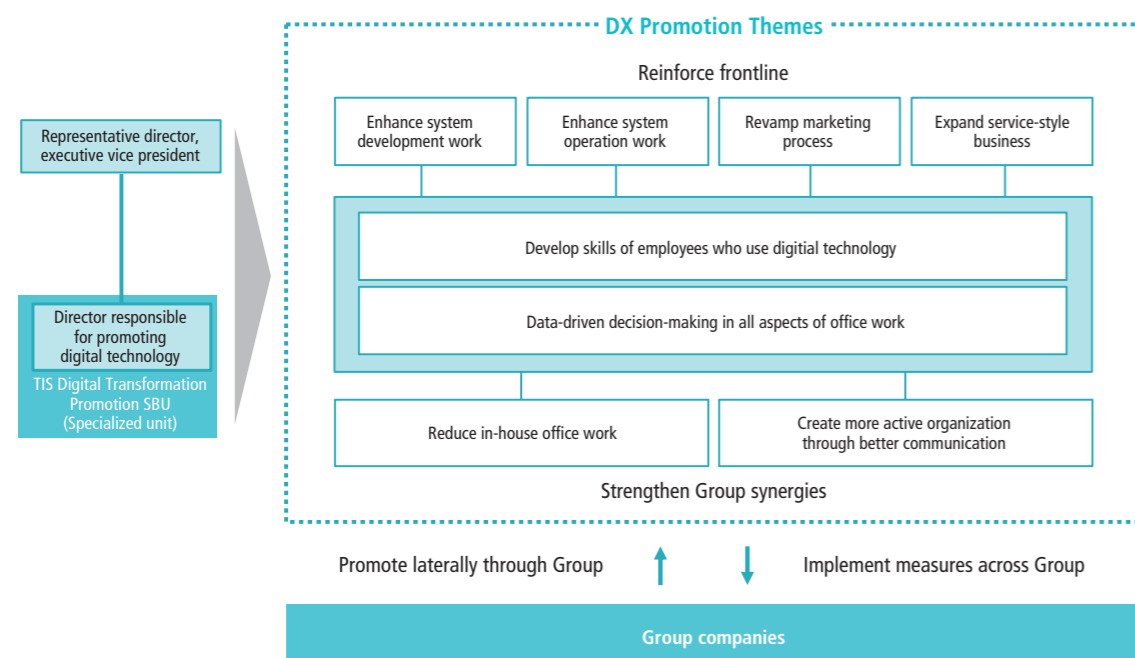 DX Promotion Themes
Reinforce frontline
Enhance system
development work
Enhance system
operation work
Revamp marketing
process
Expand service-style
business
Representative director,
executive vice president
Develop skills of employees who use digitial technology
Data-driven decision-making in all aspects of office work
Director responsible
for promoting
digital technology
TIS Digital Transformation
Promotion SBU
(Specialized unit)
Reduce in-house office work
Create more active organization
through better communication
Strengthen Group synergies
Promote laterally through Group
Implement measures across Group
Group companies